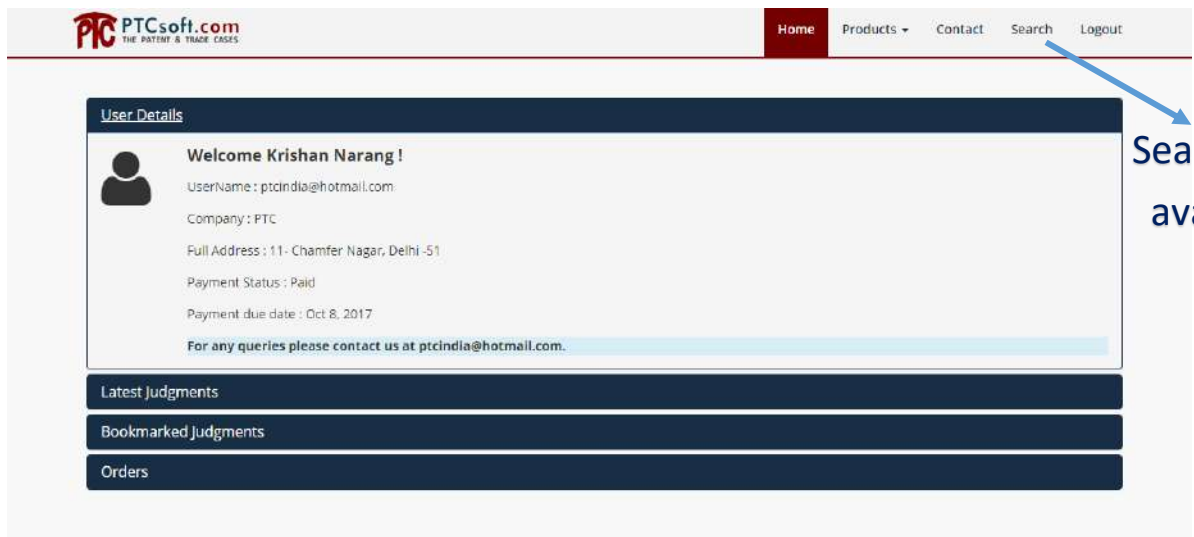 PTCsoft.com
THE PATENT & TRADE CASES
Home Products Contact Search Logout
User Details
Welcome Krishan Narang !
UserName : ptcindia@hotmail.com
Company : PTC
Full Address : 11- Chamfer Nagar, Delhi -51
Payment Status : Paid
Payment due date : Oct 8, 2017
For any queries please contact us at ptcindia@hotmail.com.
Latest Judgments
Bookmarked Judgments
Orders
Sea
ava